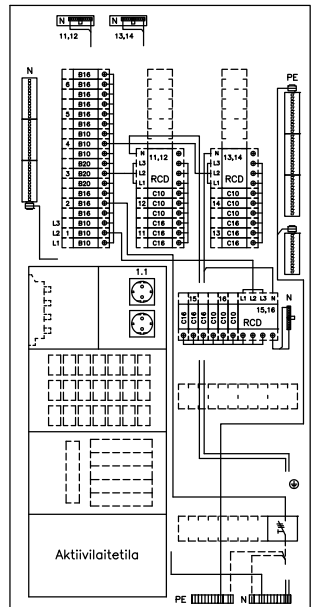 N N
11,12 13,14
N
PE
B16
6 B16
B16
B16
5 B16
B16
B10
4 B10
B10
B20
3 B20
B20
B16
2 B16
B16
L3 B10
L2 1 B10
L1 B10
N 11,12
L3
L2 RCD
L1
C10
12 C10
C10
C16
11 C16
C16
N 13,14
L3
L2 RCD
L1
C10
14 C10
C10
C16
13 C16
C16
1.1
15 16 L1 L2 L3 N
N
15,16
C16 C16 C16 C10 C10 C10
RCD
Aktiivilaitetila
PE N